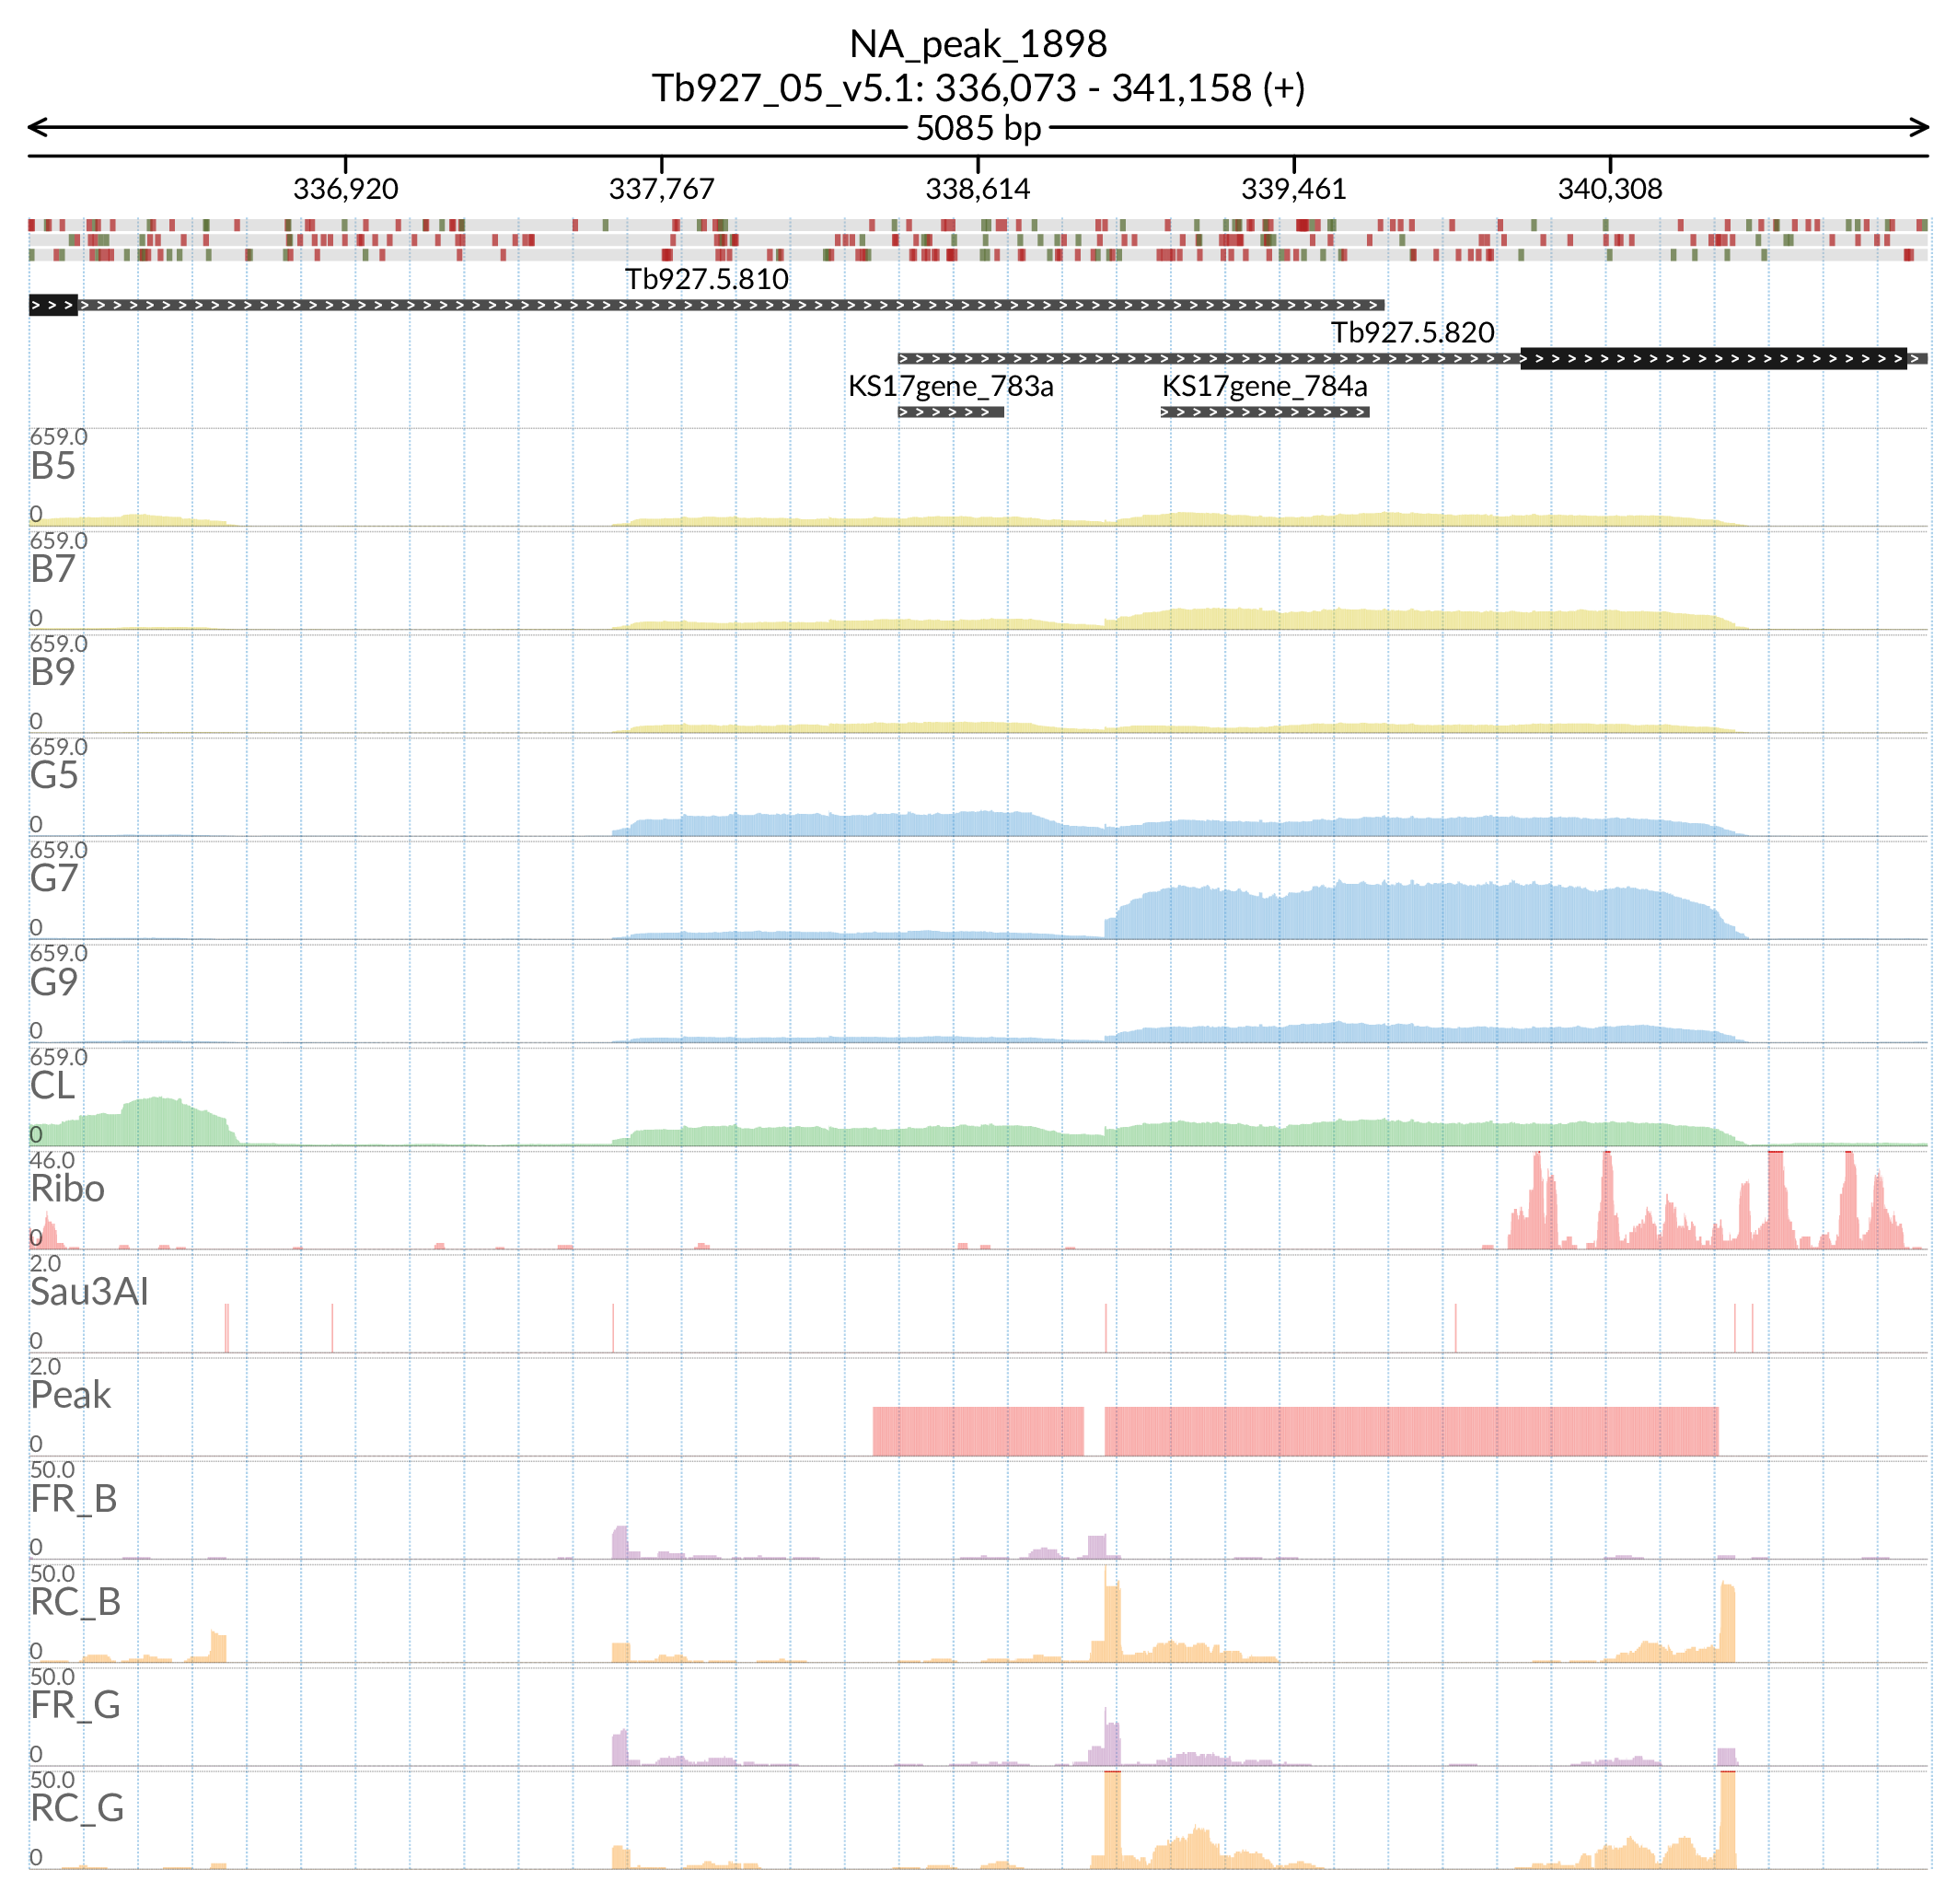 NA_peak_1898
Tb927_05_v5.1: 336,073 - 341,158 (+)
5085 bp
336,920 337,767 338,614 339,461 340,308
Tb927.5.810
Tb927.5.820
KS17gene_783a KS17gene_784a
659.0
B5
0
659.0
B7
0
659.0
B9
0
659.0
G5
0
659.0
G7
0
659.0
G9
0
659.0
CL
0
46.0
Ribo
0
2.0
Sau3AI
0
2.0
Peak
0
50.0
FR_B
0
50.0
RC_B
0
50.0
FR_G
0
50.0
RC_G
0